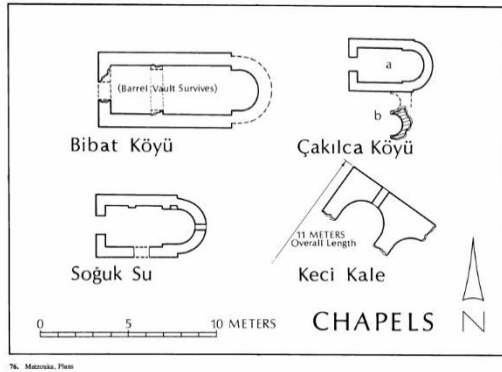 (Barrel Vault Survives)
Bibat Köyü
a
b
Çakılca Köyü
Soğuk Su
11 METERS
Overall Length
Keci Kale
0 5 10 METERS
CHAPELS
N
76. Matzouka, Plans